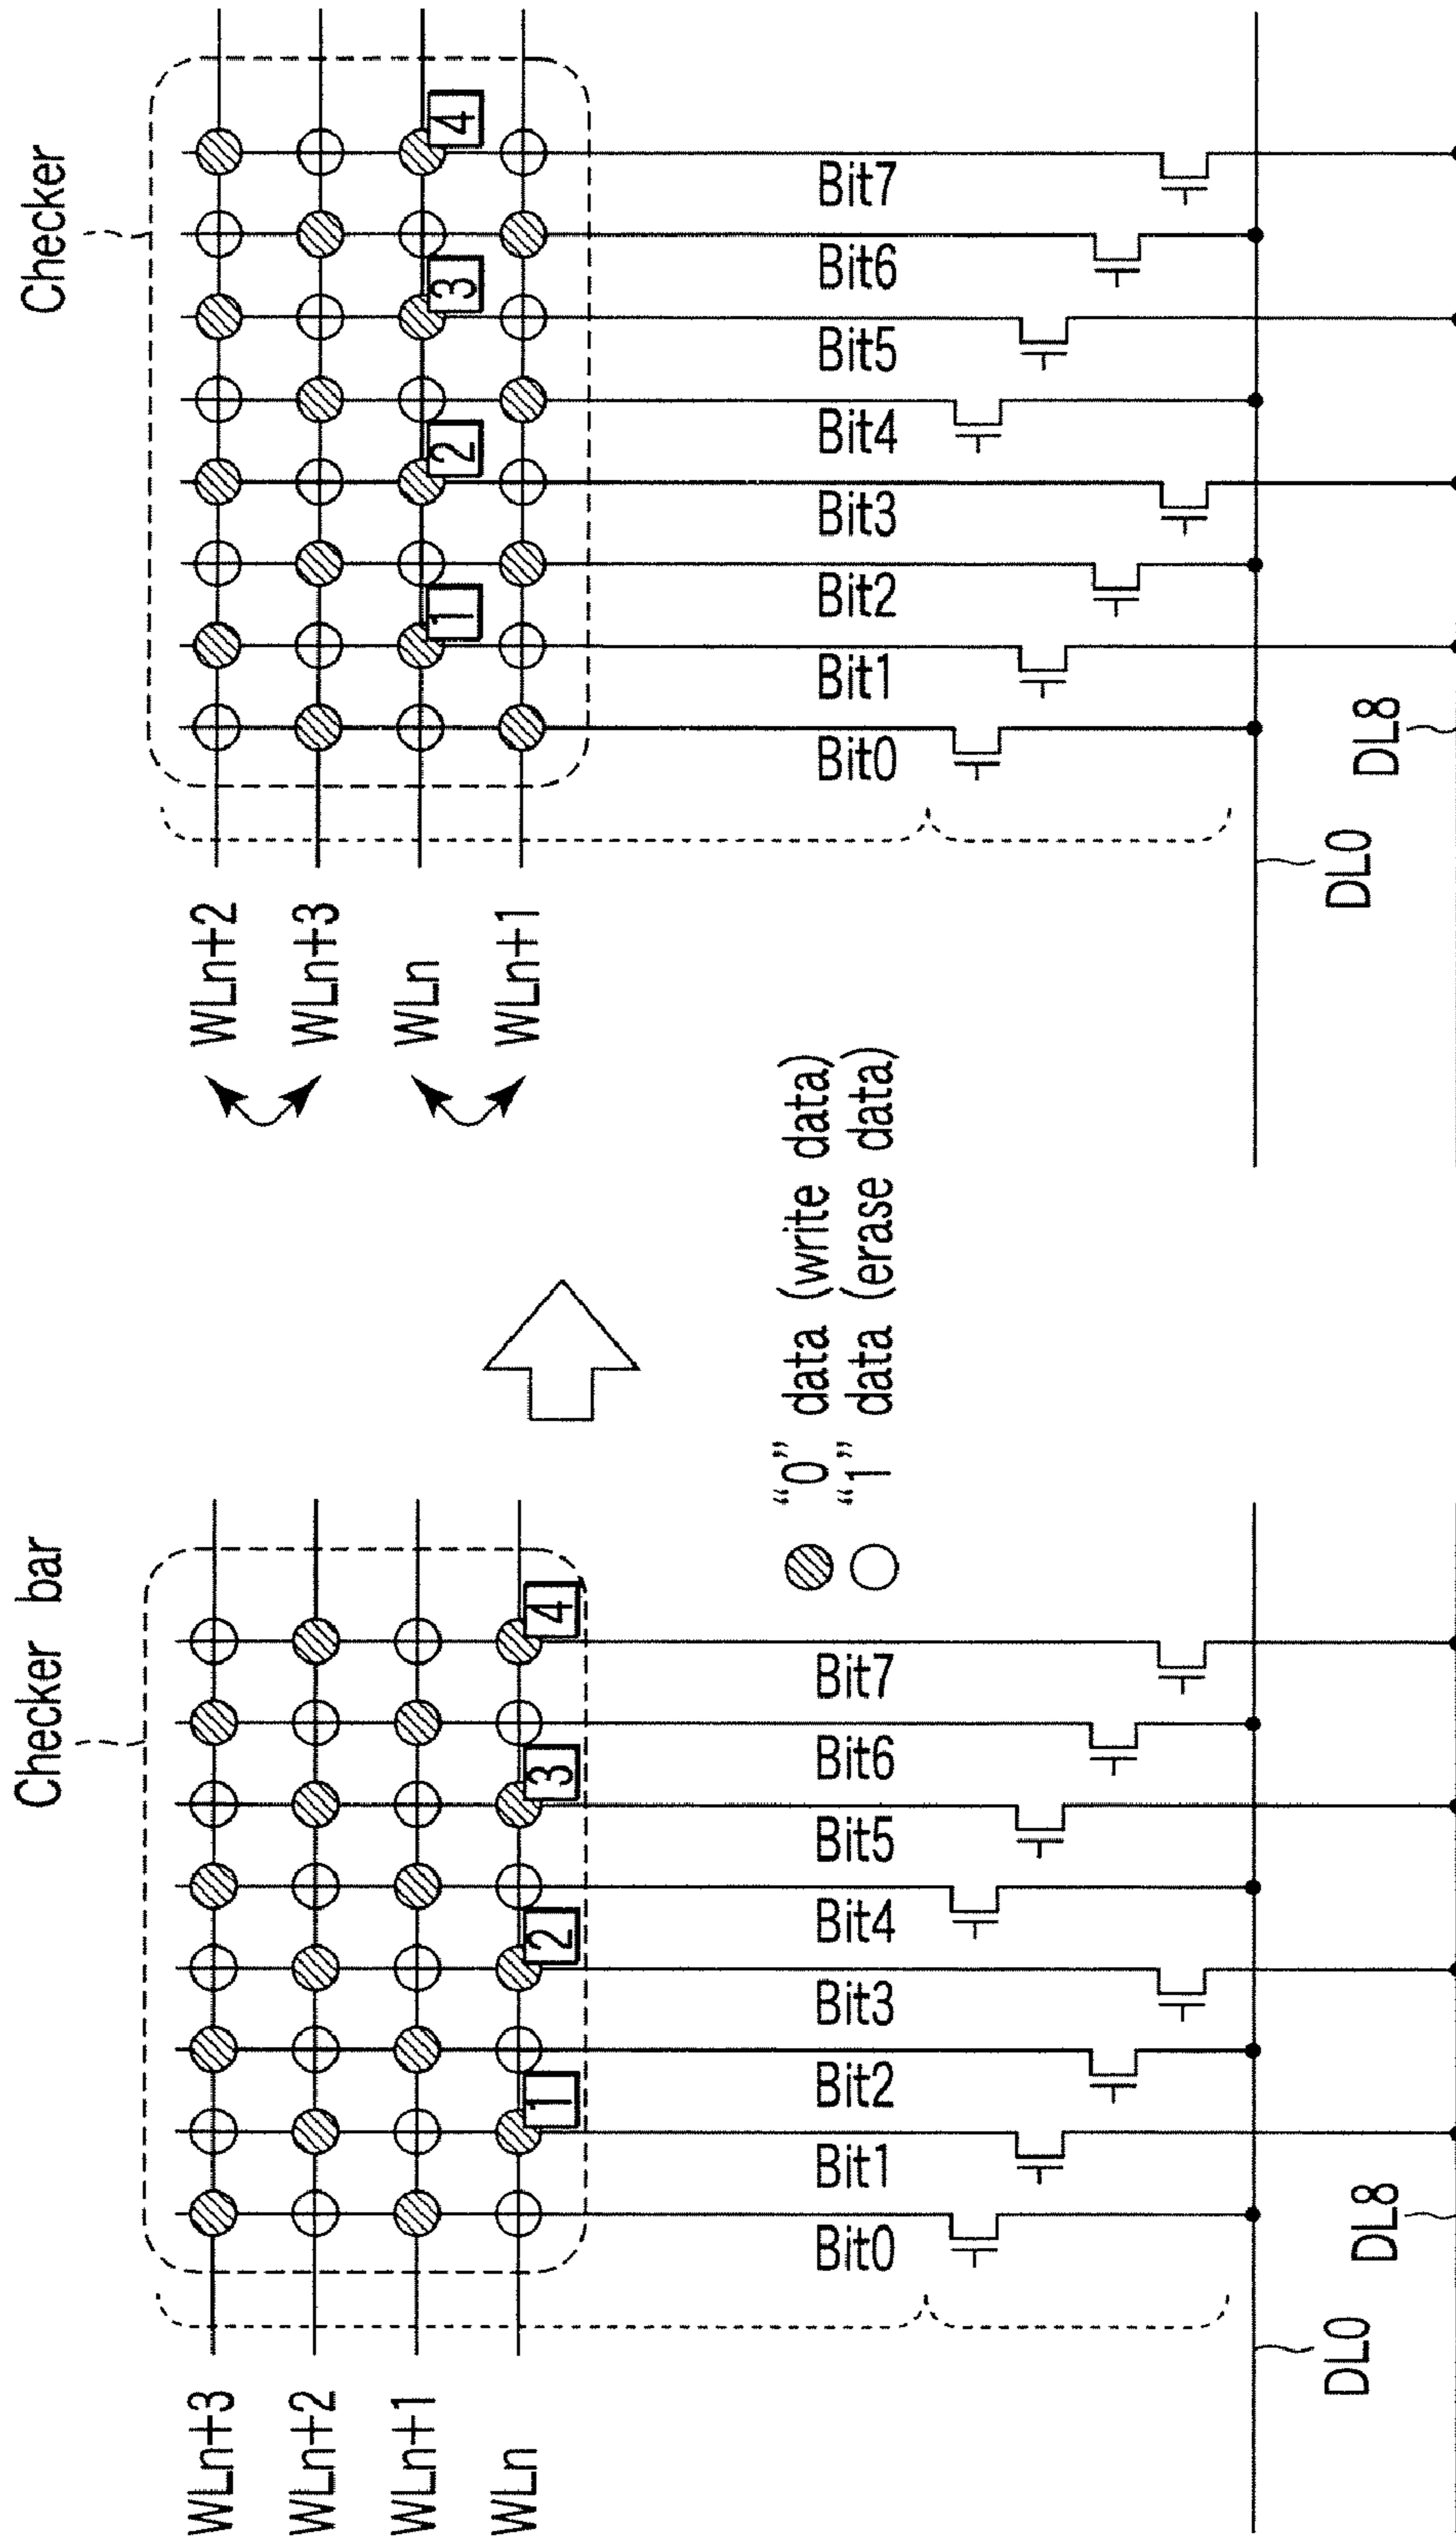 Checker bar
WLn+3
WLn+2
WLn+1
WLn
1
2
3
4
Bit0
Bit1
Bit2
Bit3
Bit4
Bit5
Bit6
Bit7
DL0
DL8
“0” data (write data)
“1” data (erase data)
Checker
WLn+2
WLn+3
WLn
WLn+1
1
2
3
4
Bit0
Bit1
Bit2
Bit3
Bit4
Bit5
Bit6
Bit7
DL0
DL8